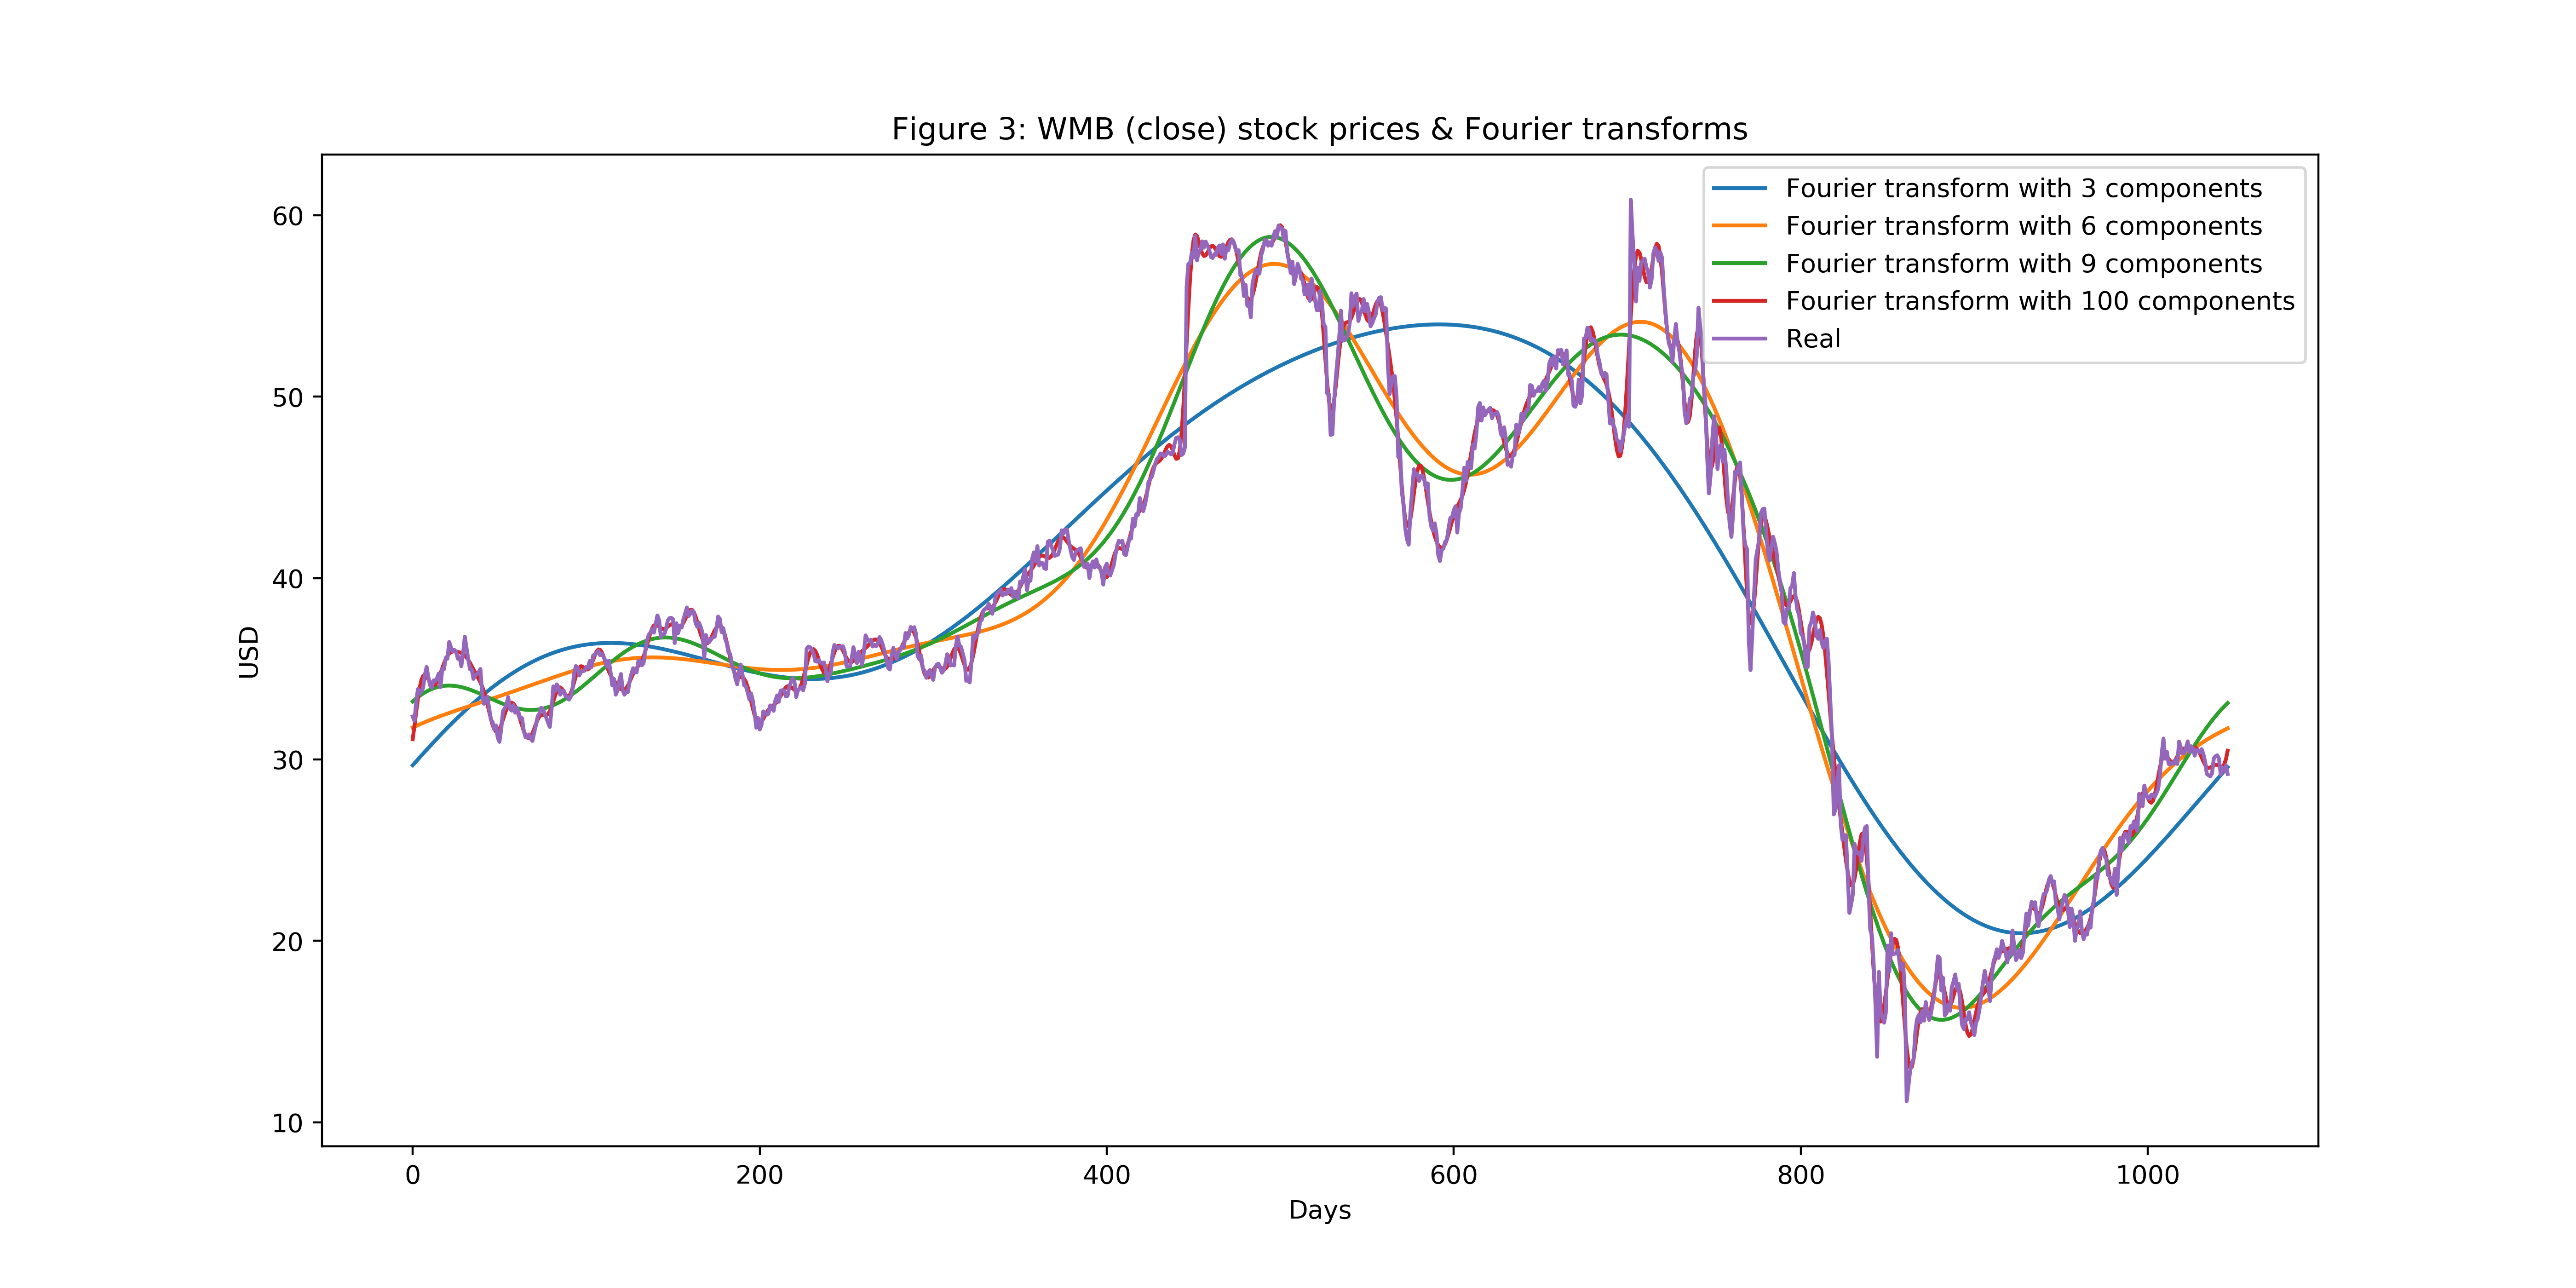 Figure 3: WMB (close) stock prices & Fourier transforms
Fourier transform with 3 components
Fourier transform with 6 components
Fourier transform with 9 components
Fourier transform with 100 components
Real
USD
60
50
40
30
20
10
0
200
400
600
800
1000
Days